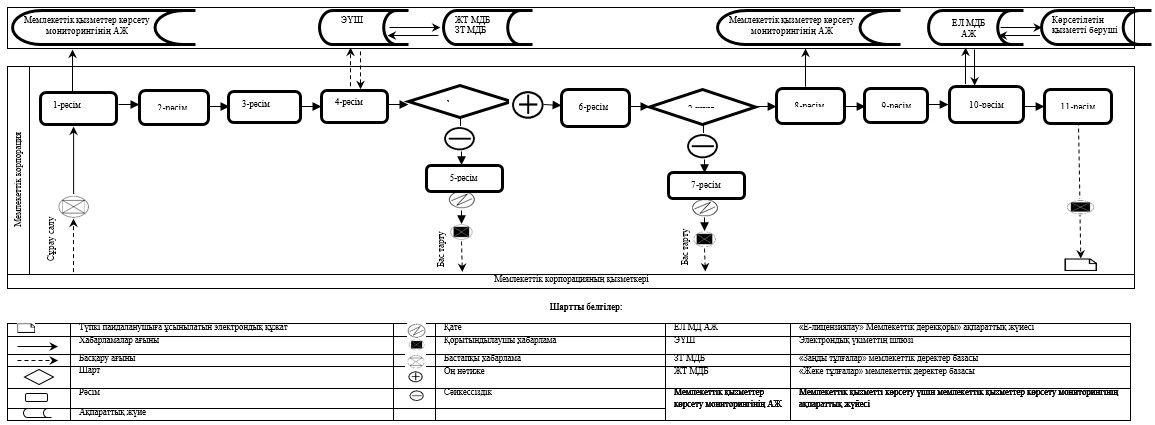 Мемлекеттік қызметтер көрсету
мониторингінің АЖ
ЭҮШ
ЖТ МДБ
ЗТ МДБ
Мемлекеттік қызметтер көрсету
мониторингінің АЖ
ЕЛ МДБ
АЖ
Көрсетілетін
қызметті беруші
Мемлекеттік корпорация
1-рәсім
2-рәсім
3-рәсім
4-рәсім
6-рәсім
8-рәсім
9-рәсім
10-рәсім
11-рәсім
5-рәсім
7-рәсім
Сұрау салу
Бас тарту
Бас тарту
Мемлекеттік корпорацияның қызметкері
Шартты белгілер:
Түпкі пайдаланушыға ұсынылатын электрондық құжат
Қате
ЕЛ МД АЖ
«Е-лицензиялау» Мемлекеттік дерекқоры» ақпараттық жүйесі
Хабарламалар ағыны
Қорытындылаушы хабарлама
ЭҮШ
Электрондық үкіметтің шлюзі
Басқару ағыны
Бастапқы хабарлама
ЗТ МДБ
«Заңды тұлғалар» мемлекеттік деректер базасы
Шарт
Оң нәтиже
ЖТ МДБ
«Жеке тұлғалар» мемлекеттік деректер базасы
Рәсім
Сәйкессіздік
Мемлекеттік қызметтер
көрсету мониторингінің АЖ
Мемлекеттік қызметті көрсету үшін мемлекеттік қызметтер көрсету мониторингінің
ақпараттық жүйесі
Ақпараттық жүйе